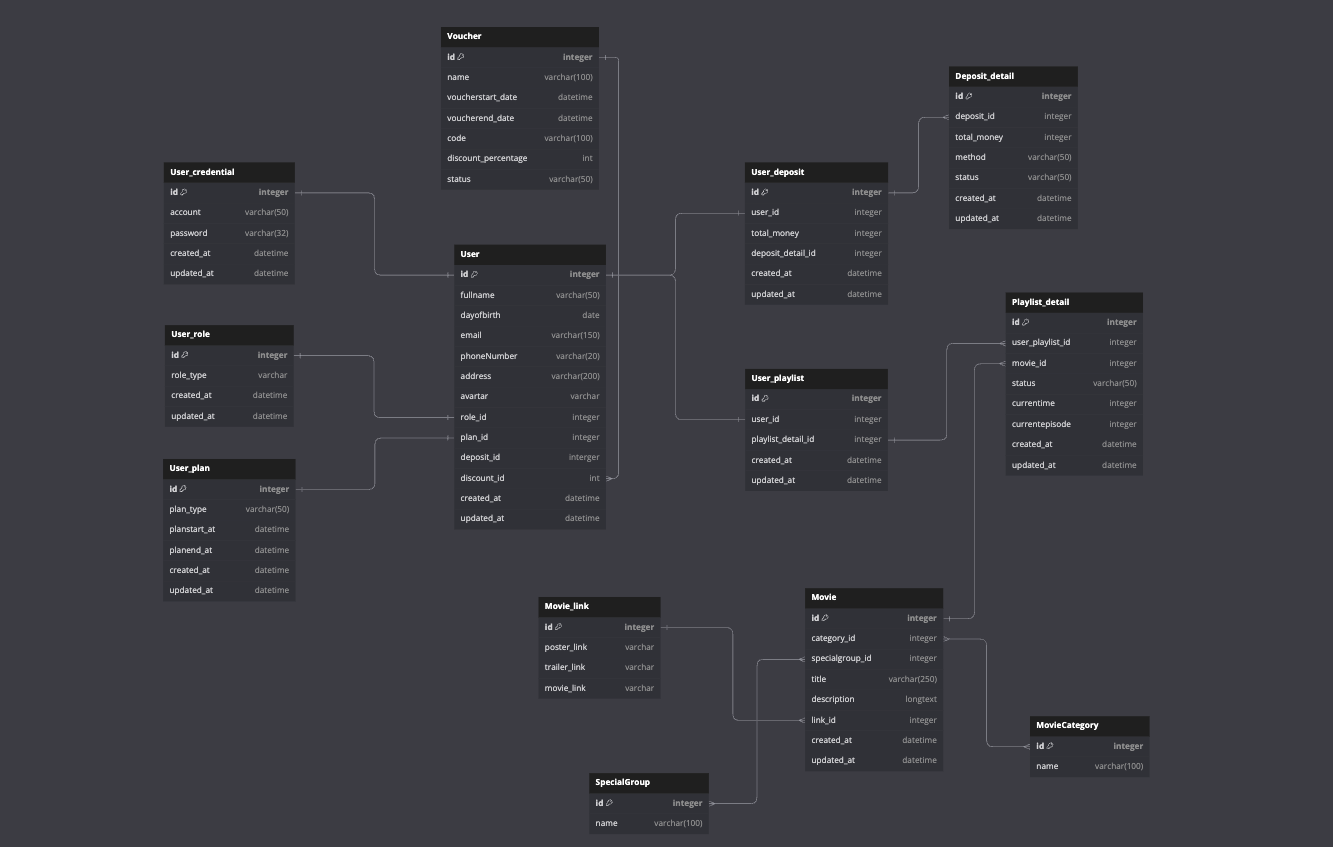 Voucher
id integer
name varchar(100)
voucherstart_date datetime
voucherend_date datetime
code varchar(100)
discount_percentage int
status varchar(50)
Deposit_detail
id integer
deposit_id integer
total_money integer
method varchar(50)
status varchar(50)
created_at datetime
updated_at datetime
User_credential
id integer
account varchar(50)
password varchar(32)
created_at datetime
updated_at datetime
User_deposit
id integer
user_id integer
total_money integer
deposit_detail_id integer
created_at datetime
updated_at datetime
User
id integer
fullname varchar(50)
dayofbirth date
email varchar(150)
phoneNumber varchar(20)
address varchar(200)
avartar varchar
role_id integer
plan_id integer
deposit_id interger
discount_id int
created_at datetime
updated_at datetime
Playlist_detail
id integer
user_playlist_id integer
movie_id integer
status varchar(50)
currentime integer
currentepisode integer
created_at datetime
updated_at datetime
User_role
id integer
role_type varchar
created_at datetime
updated_at datetime
User_playlist
id integer
user_id integer
playlist_detail_id integer
created_at datetime
updated_at datetime
User_plan
id integer
plan_type varchar(50)
planstart_at datetime
planend_at datetime
created_at datetime
updated_at datetime
Movie_link
id integer
poster_link varchar
trailer_link varchar
movie_link varchar
Movie
id integer
category_id integer
specialgroup_id integer
title varchar(250)
description longtext
link_id integer
created_at datetime
updated_at datetime
MovieCategory
id integer
name varchar(100)
SpecialGroup
id integer
name varchar(100)